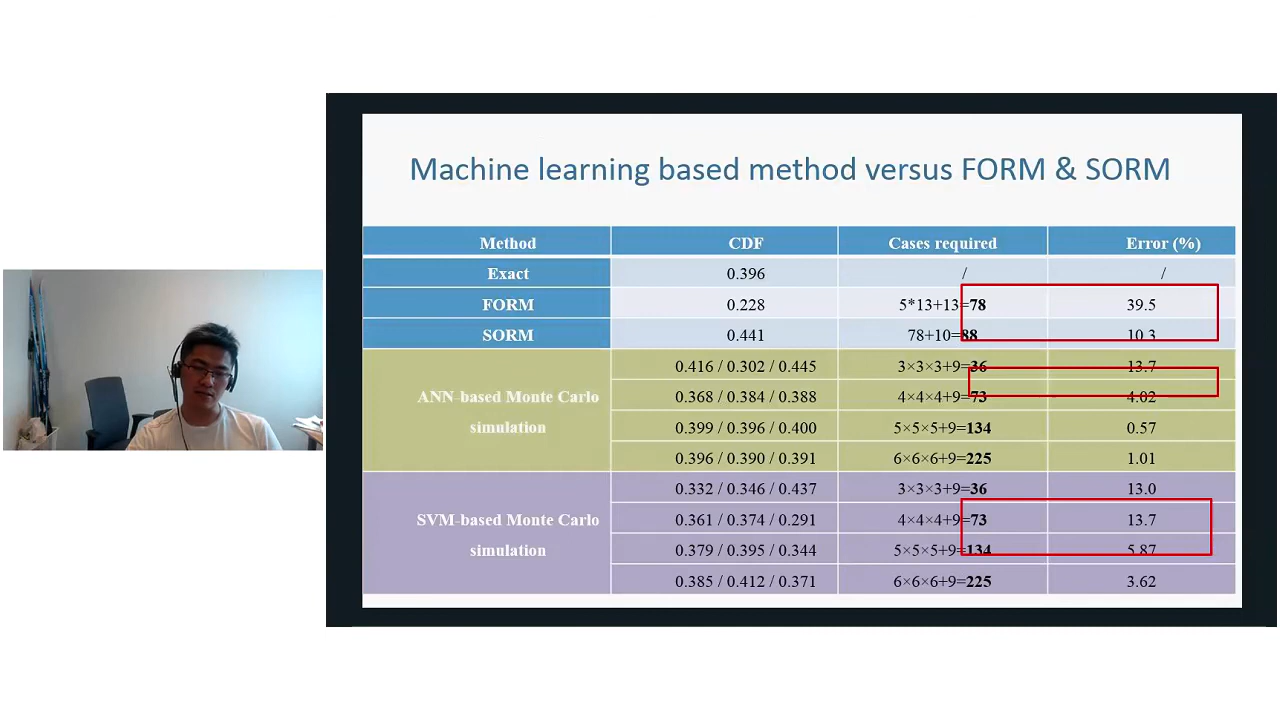 Machine learning based method versus FORM & SORM
Method CDF Cases required Error (%)
Exact 0.396 / /
FORM 0.228 5*13+13=78 39.5
SORM 0.441 78+10=88 10.3
ANN-based Monte Carlo simulation
0.416 / 0.302 / 0.445 3×3×3+9=36 13.7
0.368 / 0.384 / 0.388 4×4×4+9=73 4.02
0.399 / 0.396 / 0.400 5×5×5+9=134 0.57
0.396 / 0.390 / 0.391 6×6×6+9=225 1.01
SVM-based Monte Carlo simulation
0.332 / 0.346 / 0.437 3×3×3+9=36 13.0
0.361 / 0.374 / 0.291 4×4×4+9=73 13.7
0.379 / 0.395 / 0.344 5×5×5+9=134 5.87
0.385 / 0.412 / 0.371 6×6×6+9=225 3.62